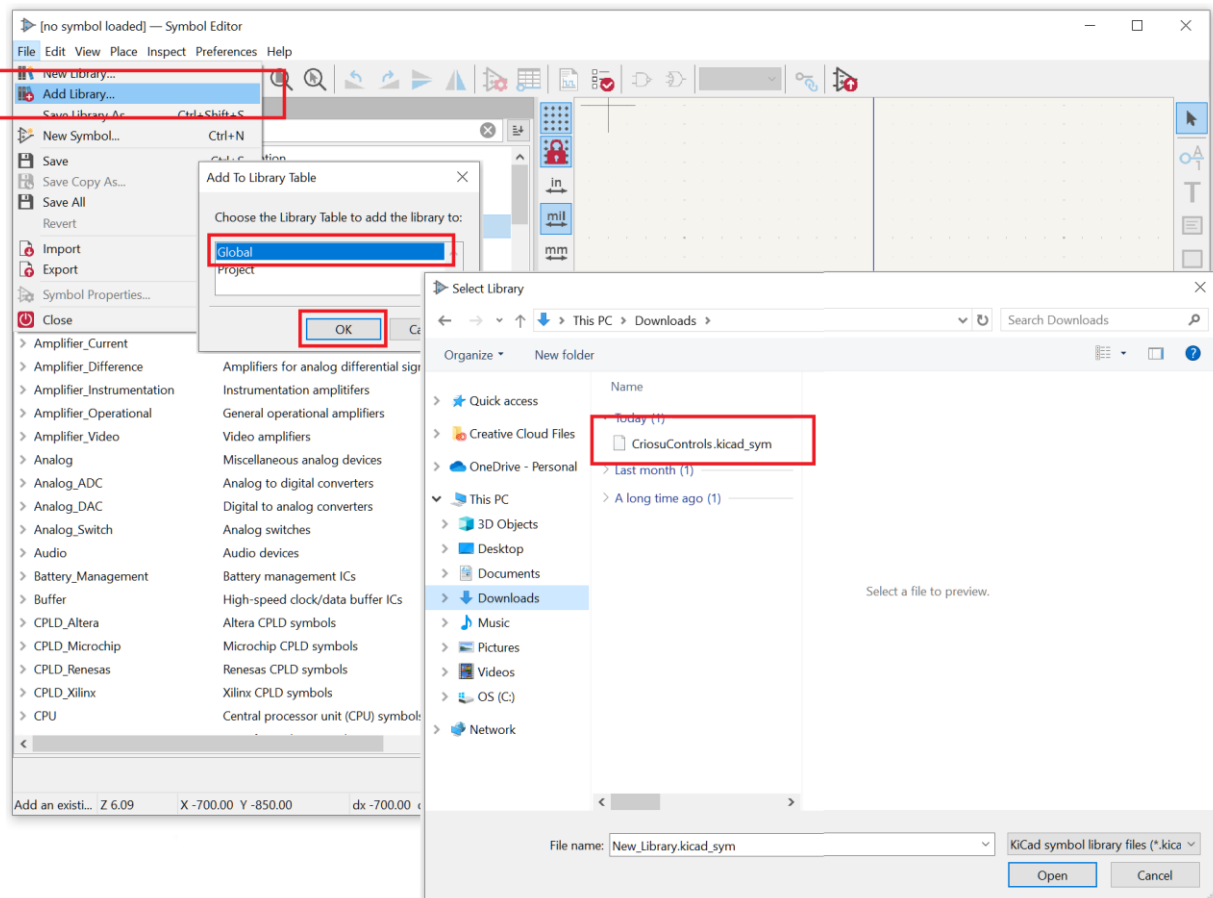 [no symbol loaded] — Symbol Editor
File Edit View Place Inspect Preferences Help
New Library...
Add Library...
Save Library As... Ctrl+Shift+S
New Symbol... Ctrl+N
Save Ctrl+S
Save Copy As...
Save All
Revert
Import
Export
Symbol Properties...
Close
Add To Library Table
Choose the Library Table to add the library to:
Global
Project
OK
in
mil
mm
A
1
T
Amplifier_Current
Amplifier_Difference Amplifiers for analog differential
Amplifier_Instrumentation Instrumentation amplitifers
Amplifier_Operational General operational amplifiers
Amplifier_Video Video amplifiers
Analog Miscellaneous analog devices
Analog_ADC Analog to digital converters
Analog_DAC Digital to analog converters
Analog_Switch Analog switches
Audio Audio devices
Battery_Management Battery management ICs
Buffer High-speed clock/data buffer ICs
CPLD_Altera Altera CPLD symbols
CPLD_Microchip Microchip CPLD symbols
CPLD_Renesas Renesas CPLD symbols
CPLD_Xilinx Xilinx CPLD symbols
CPU Central processor unit (CPU) symbols
Add an existi... Z 6.09 X -700.00 Y -850.00 dx -700.00
Select Library
This PC > Downloads >
Search Downloads
Organize New folder
Quick access
Creative Cloud Files
OneDrive - Personal
This PC
3D Objects
Desktop
Documents
Downloads
Music
Pictures
Videos
OS (C:)
Network
Name
Today (1)
CriosuControls.kicad_sym
Last month (1)
A long time ago (1)
Select a file to preview.
File name: New_Library.kicad_sym
KiCad symbol library files (*.kica
Open Cancel